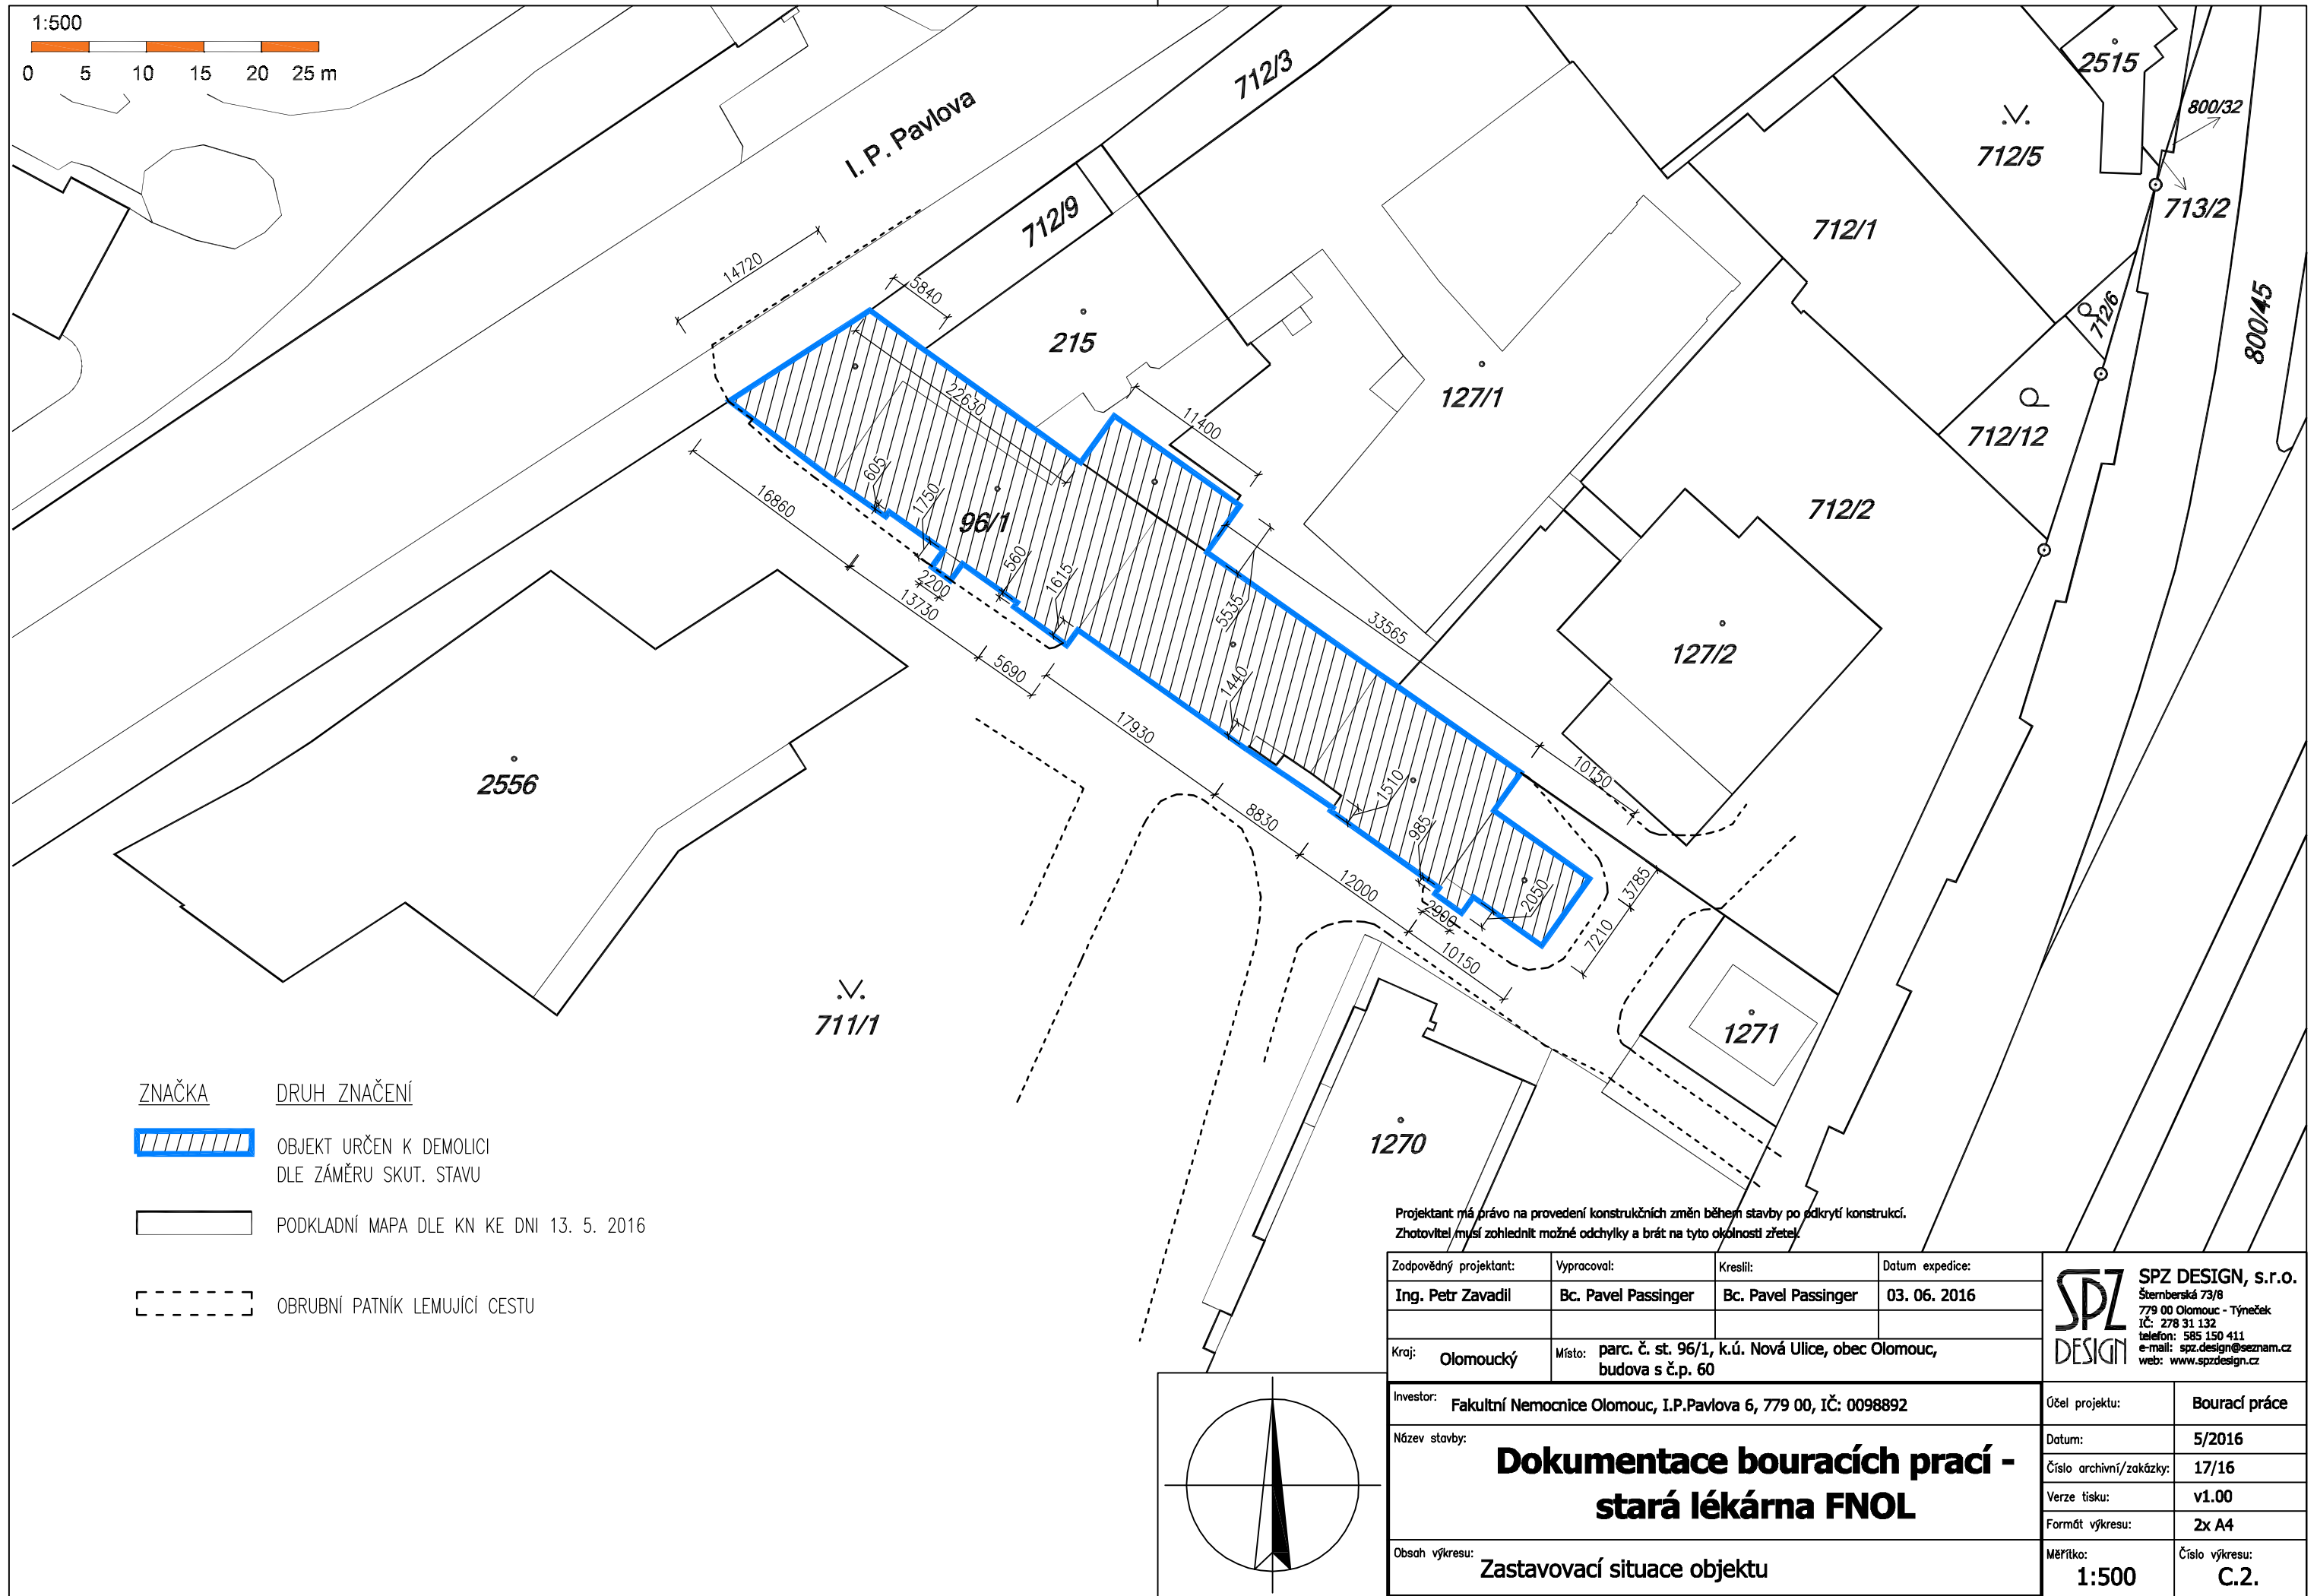 1:500
0 5 10 15 20 25 m
I. P. Pavlova
712/3
2515
800/32
712/5
713/2
712/9
712/1
14720
5840
215
712/6
800/45
22630
127/1
11400
712/12
605
1750
96/1
16860
712/2
560
1615
2200
13730
5535
33565
127/2
5690
1440
17930
2556
10150
1510
8830
985
12000
2050
3785
2900
7210
10150
711/1
1271
1270
ZNAČKA DRUH ZNAČENÍ
OBJEKT URČEN K DEMOLICI
DLE ZÁMĚRU SKUT. STAVU
PODKLADNÍ MAPA DLE KN KE DNI 13. 5. 2016
OBRUBNÍ PATNÍK LEMUJÍCÍ CESTU
Projektant má právo na provedení konstrukčních změn během stavby po odkrytí konstrukcí.
Zhotovitel musí zohlednit možné odchylky a brát na tyto okolnosti zřetel.
Zodpovědný projektant: Vypracoval: Kreslil: Datum expedice:
Ing. Petr Zavadil Bc. Pavel Passinger Bc. Pavel Passinger 03. 06. 2016
Kraj: Olomoucký Místo: parc. č. st. 96/1, k.ú. Nová Ulice, obec Olomouc,
budova s č.p. 60
SPZ
DESIGN
SPZ DESIGN, s.r.o.
Šternberská 73/8
779 00 Olomouc - Týneček
IČ: 278 31 132
telefon: 585 150 411
e-mail: spz.design@seznam.cz
web: www.spzdesign.cz
Investor: Fakultní Nemocnice Olomouc, I.P.Pavlova 6, 779 00, IČ: 0098892
Název stavby: Dokumentace bouracích prací -
stará lékárna FNOL
Obsah výkresu: Zastavovací situace objektu
Účel projektu: Bourací práce
Datum: 5/2016
Číslo archivní/zakázky: 17/16
Verze tisku: v1.00
Formát výkresu: 2x A4
Měřítko: Číslo výkresu:
1:500 C.2.